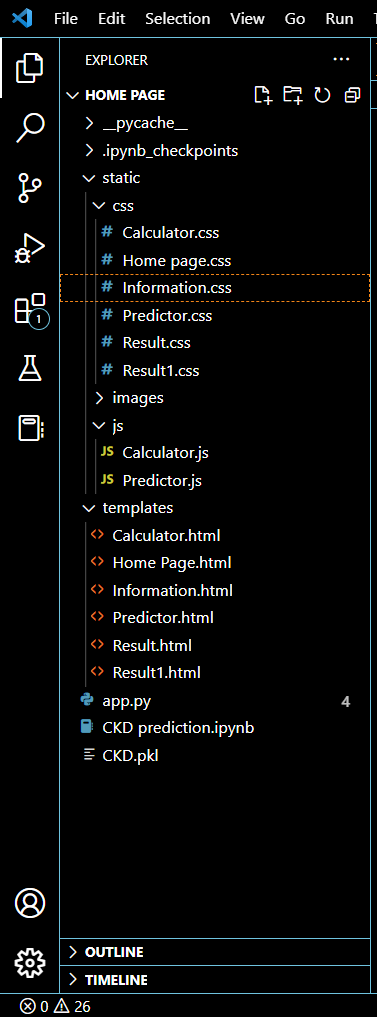 File Edit Selection View Go Run
EXPLORER ...
HOME PAGE
__pycache__
.ipynb_checkpoints
static
css
# Calculator.css
# Home page.css
# Information.css
# Predictor.css
# Result.css
# Result1.css
images
js
JS Calculator.js
JS Predictor.js
templates
<> Calculator.html
<> Home Page.html
<> Information.html
<> Predictor.html
<> Result.html
<> Result1.html
app.py 4
CKD prediction.ipynb
CKD.pkl
1
OUTLINE
TIMELINE
0 26